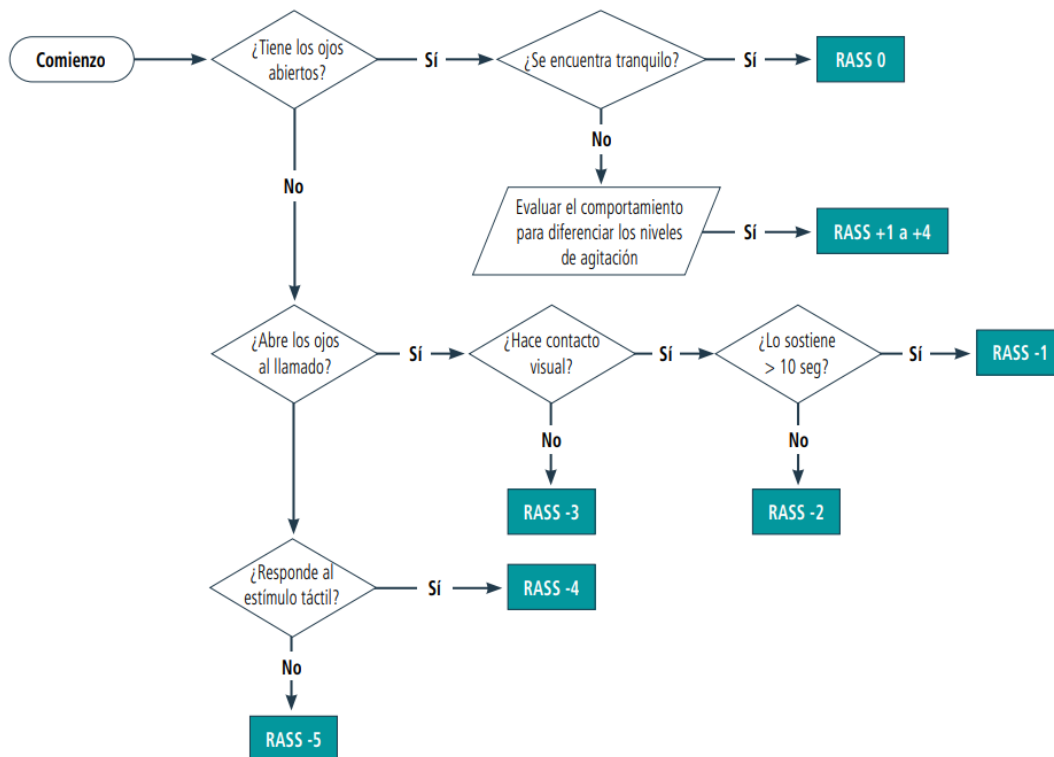 Comienzo
¿Tiene los ojos
abiertos?
Sí
¿Se encuentra tranquilo?
Sí
RASS 0
No
No
Evaluar el comportamiento
para diferenciar los niveles
de agitación
Sí
RASS +1 a +4
¿Abre los ojos
al llamado?
Sí
¿Hace contacto
visual?
Sí
¿Lo sostiene
> 10 seg?
Sí
RASS -1
No
No
RASS -3
RASS -2
¿Responde al
estímulo táctil?
Sí
RASS -4
No
RASS -5